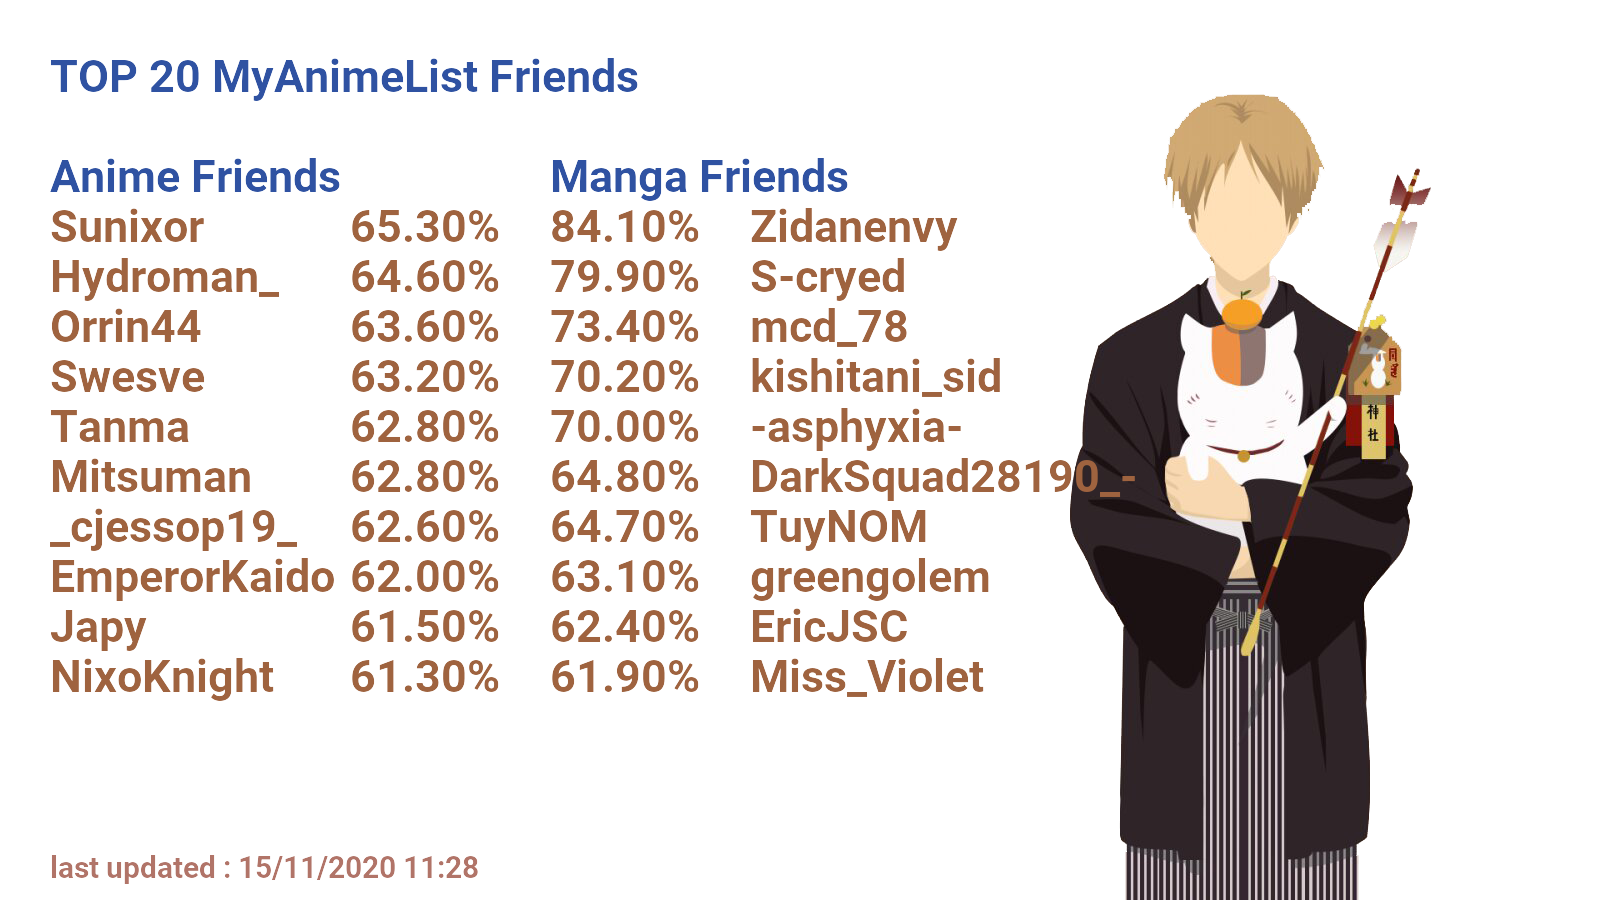 TOP 20 MyAnimeList Friends
Anime Friends Manga Friends
Sunixor 65.30% 84.10% Zidanenvy
Hydroman_ 64.60% 79.90% S-cryed
Orrin44 63.60% 73.40% mcd_78
Swesve 63.20% 70.20% kishitani_sid
Tanma 62.80% 70.00% -asphyxia-
Mitsuman 62.80% 64.80% DarkSquad28190_-
_cjessop19_ 62.60% 64.70% TuyNOM
EmperorKaido 62.00% 63.10% greengolem
Japy 61.50% 62.40% EricJSC
NixoKnight 61.30% 61.90% Miss_Violet
神社
last updated : 15/11/2020 11:28